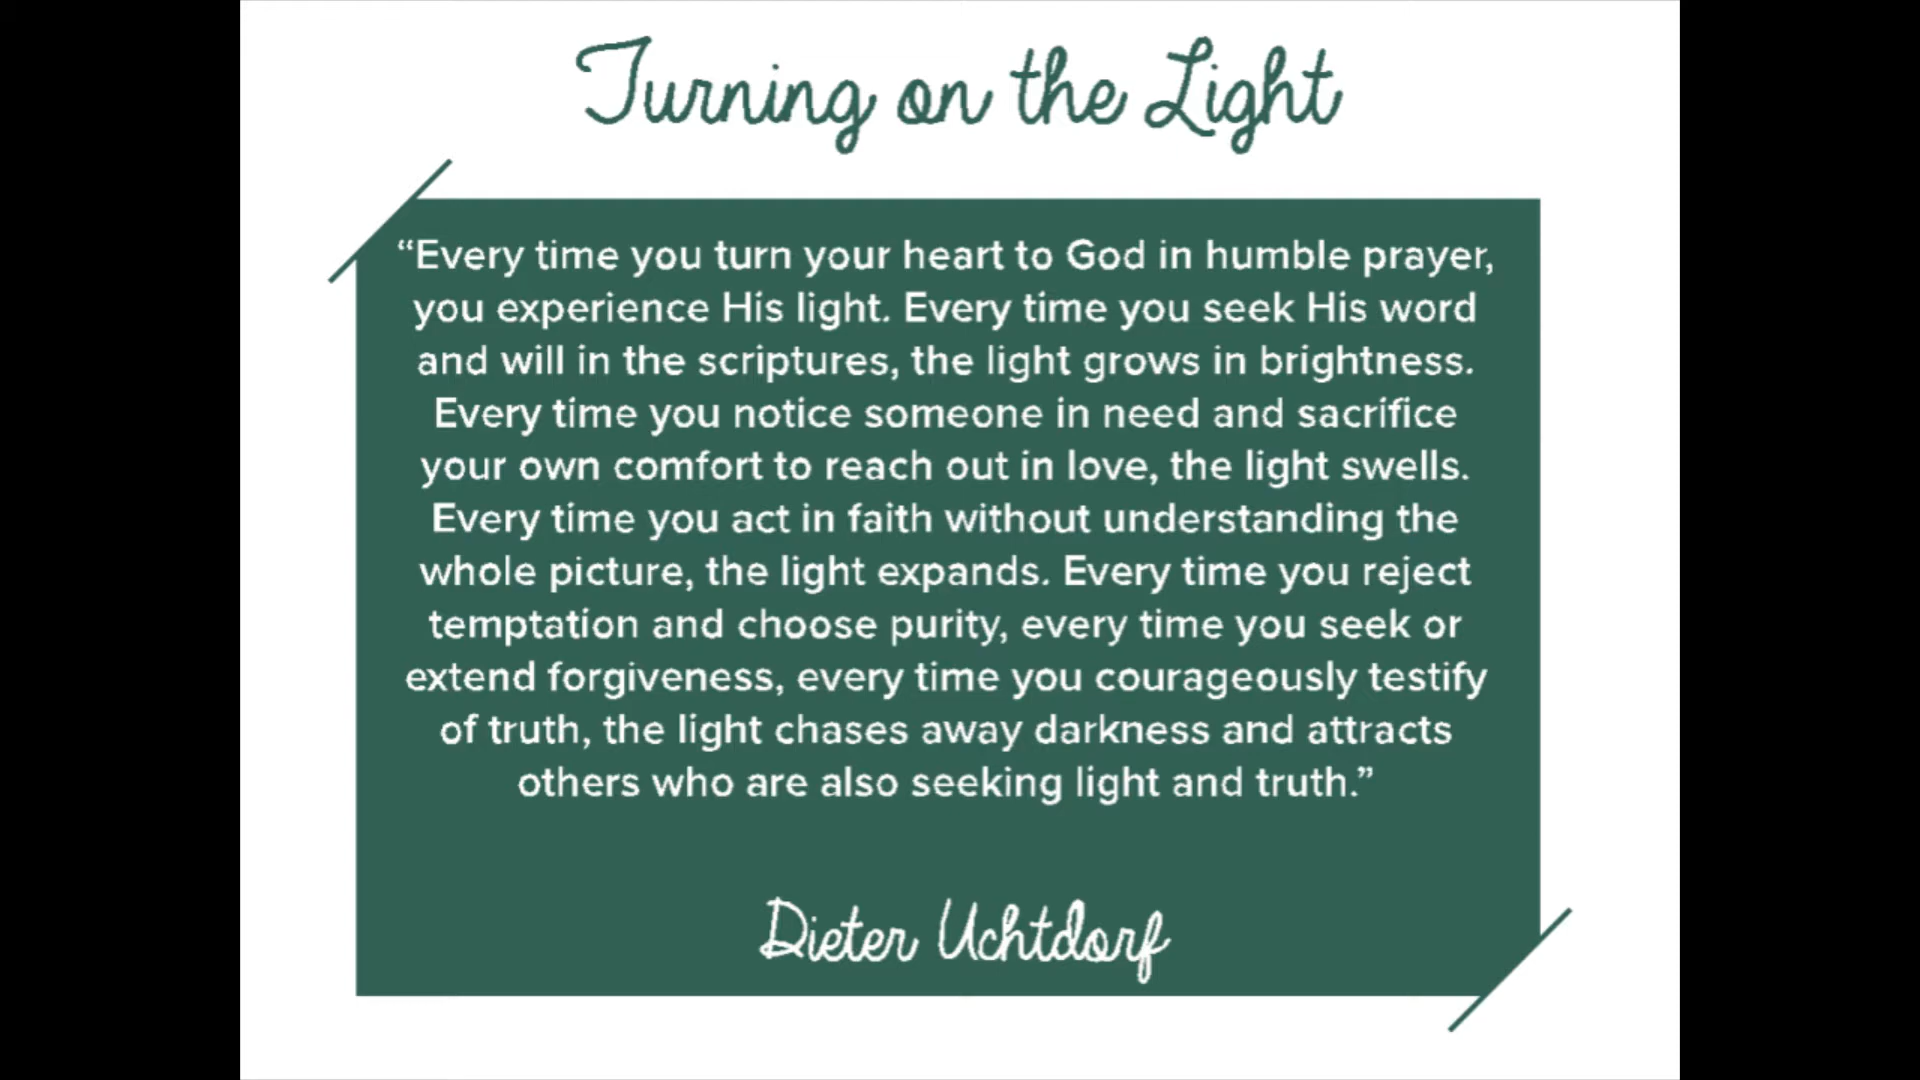 Turning on the Light
“Every time you turn your heart to God in humble prayer,
you experience His light. Every time you seek His word
and will in the scriptures, the light grows in brightness.
Every time you notice someone in need and sacrifice
your own comfort to reach out in love, the light swells.
Every time you act in faith without understanding the
whole picture, the light expands. Every time you reject
temptation and choose purity, every time you seek or
extend forgiveness, every time you courageously testify
of truth, the light chases away darkness and attracts
others who are also seeking light and truth.”
Dieter Uchtdorf